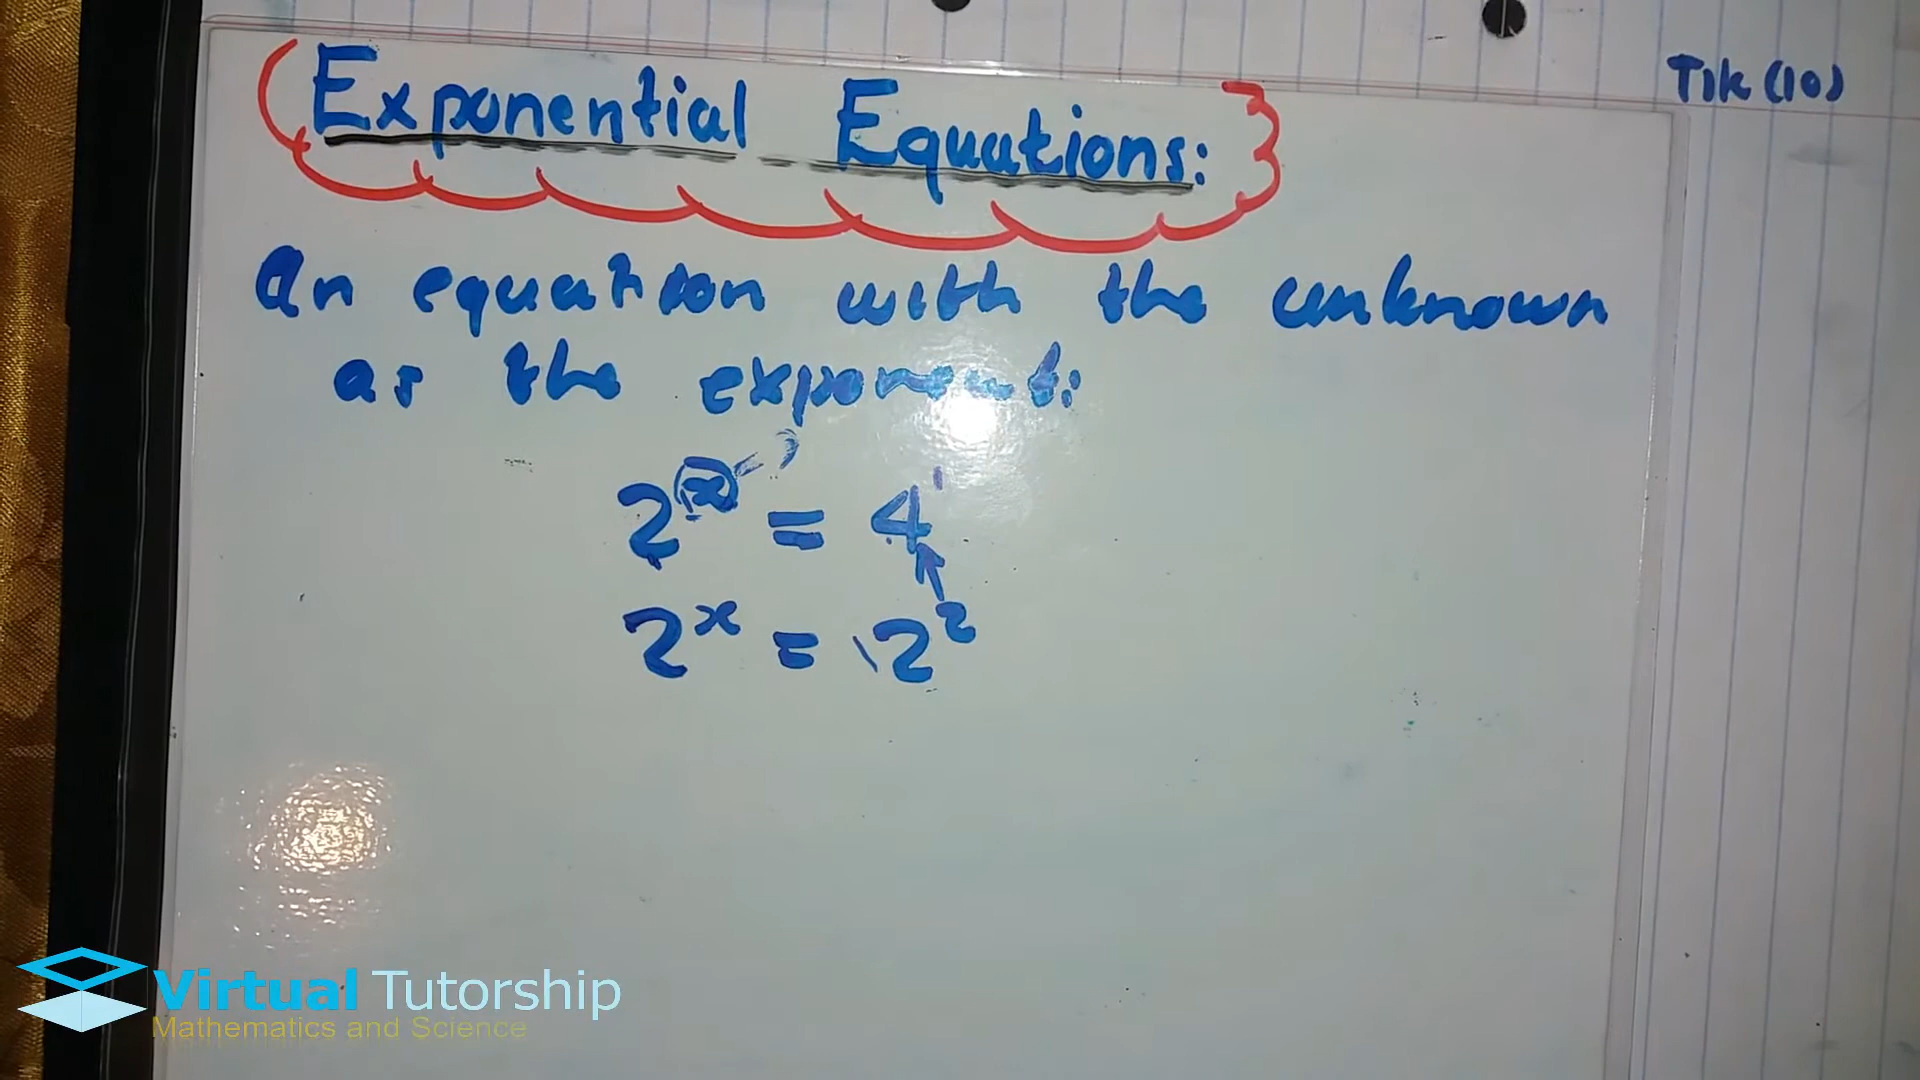 Tik (10)
Exponential Equations:
An equation with the unknown
as the exponent:
2^x = 4^1
2^x = 2^2
Virtual Tutorship
Mathematics and Science